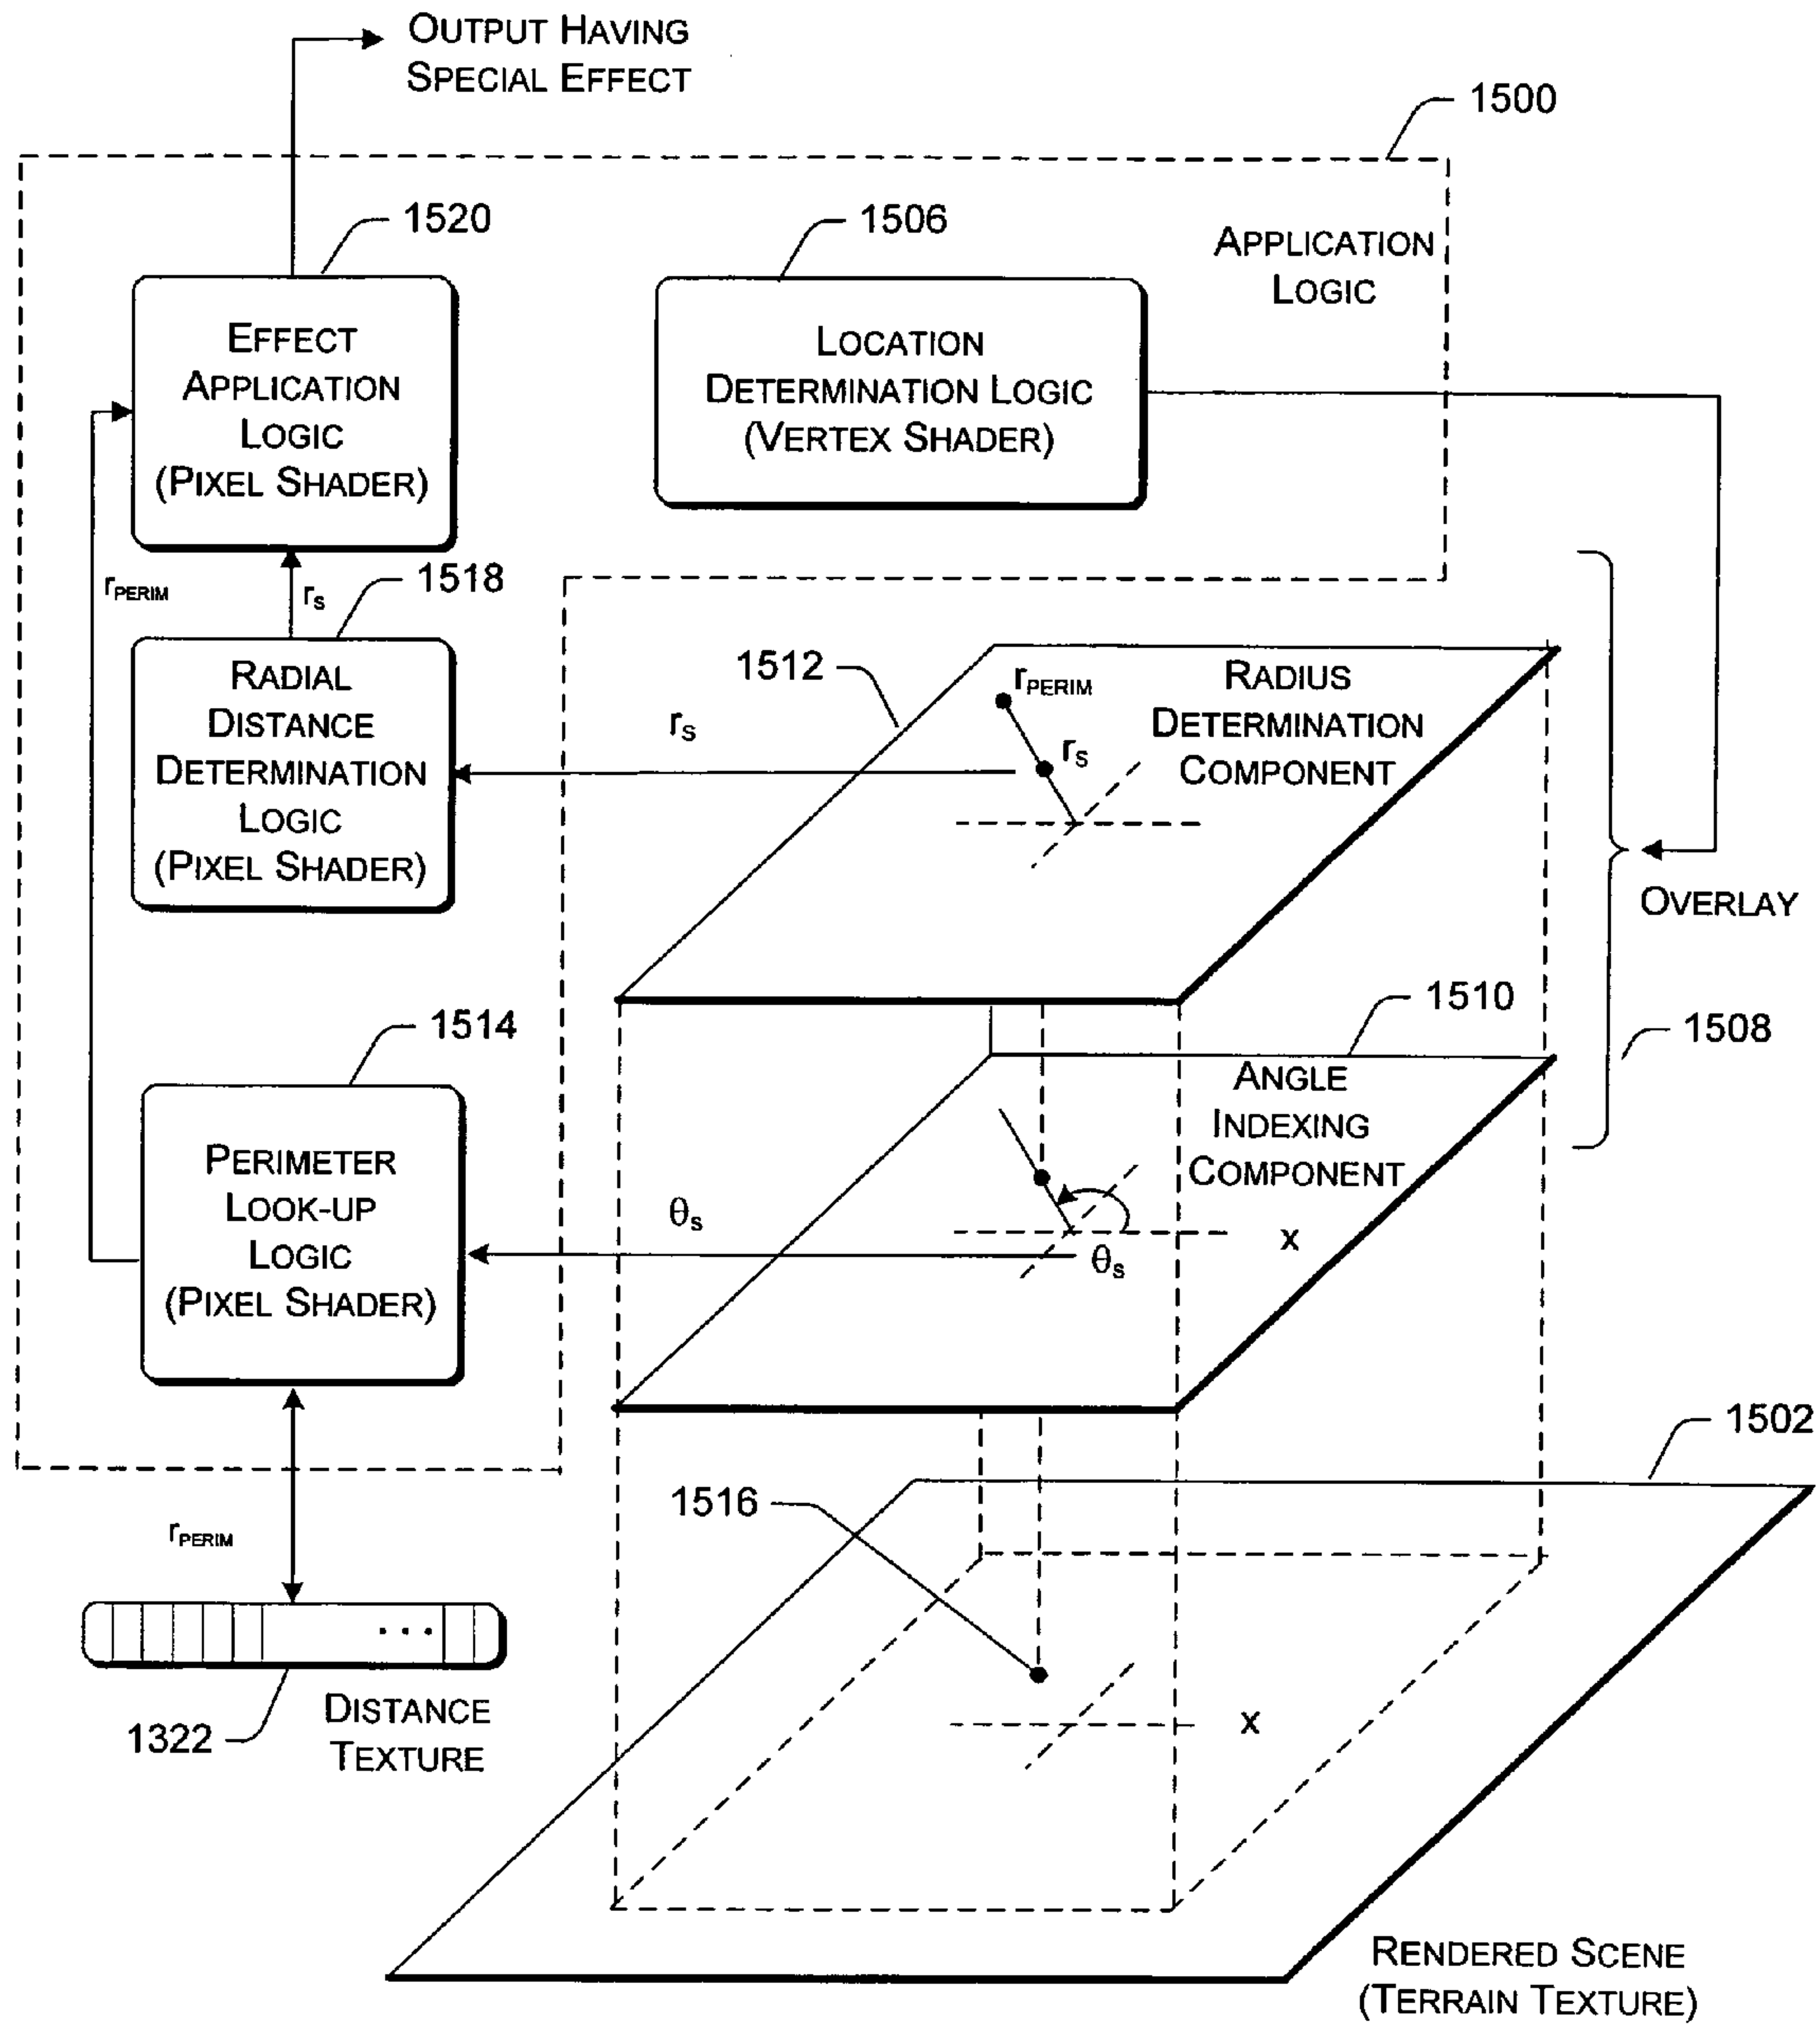 OUTPUT HAVING
SPECIAL EFFECT
1500
1520
1506
APPLICATION
LOGIC
EFFECT
APPLICATION
LOGIC
(PIXEL SHADER)
LOCATION
DETERMINATION LOGIC
(VERTEX SHADER)
rPERIM
rS
1518
1512
RADIAL
DISTANCE
DETERMINATION
LOGIC
(PIXEL SHADER)
rS
rPERIM
rS
RADIUS
DETERMINATION
COMPONENT
OVERLAY
1514
1510
1508
PERIMETER
LOOK-UP
LOGIC
(PIXEL SHADER)
ANGLE
INDEXING
COMPONENT
θs
θs
x
1502
1516
rPERIM
x
1322
DISTANCE
TEXTURE
RENDERED SCENE
(TERRAIN TEXTURE)